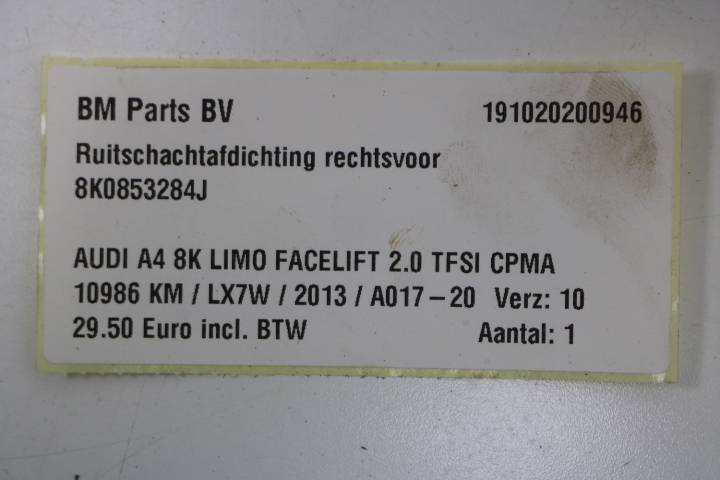 BM Parts BV 191020200946
Ruitschachtafdichting rechtsvoor
8K0853284J
AUDI A4 8K LIMO FACELIFT 2.0 TFSI CPMA
10986 KM / LX7W / 2013 / A017-20 Verz: 10
29.50 Euro incl. BTW Aantal: 1